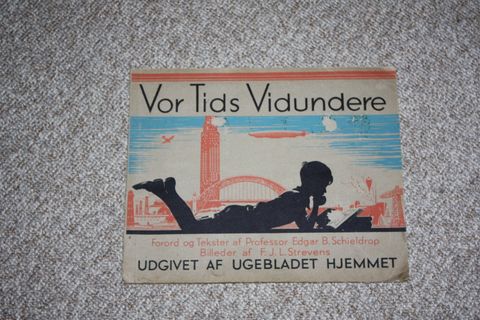 Vor Tids Vidundere
Forord og Tekster af Professor Edgar B. Schieldrop
Billeder af F. J. L. Strevens
UDGIVET AF UGEBLADET HJEMMET